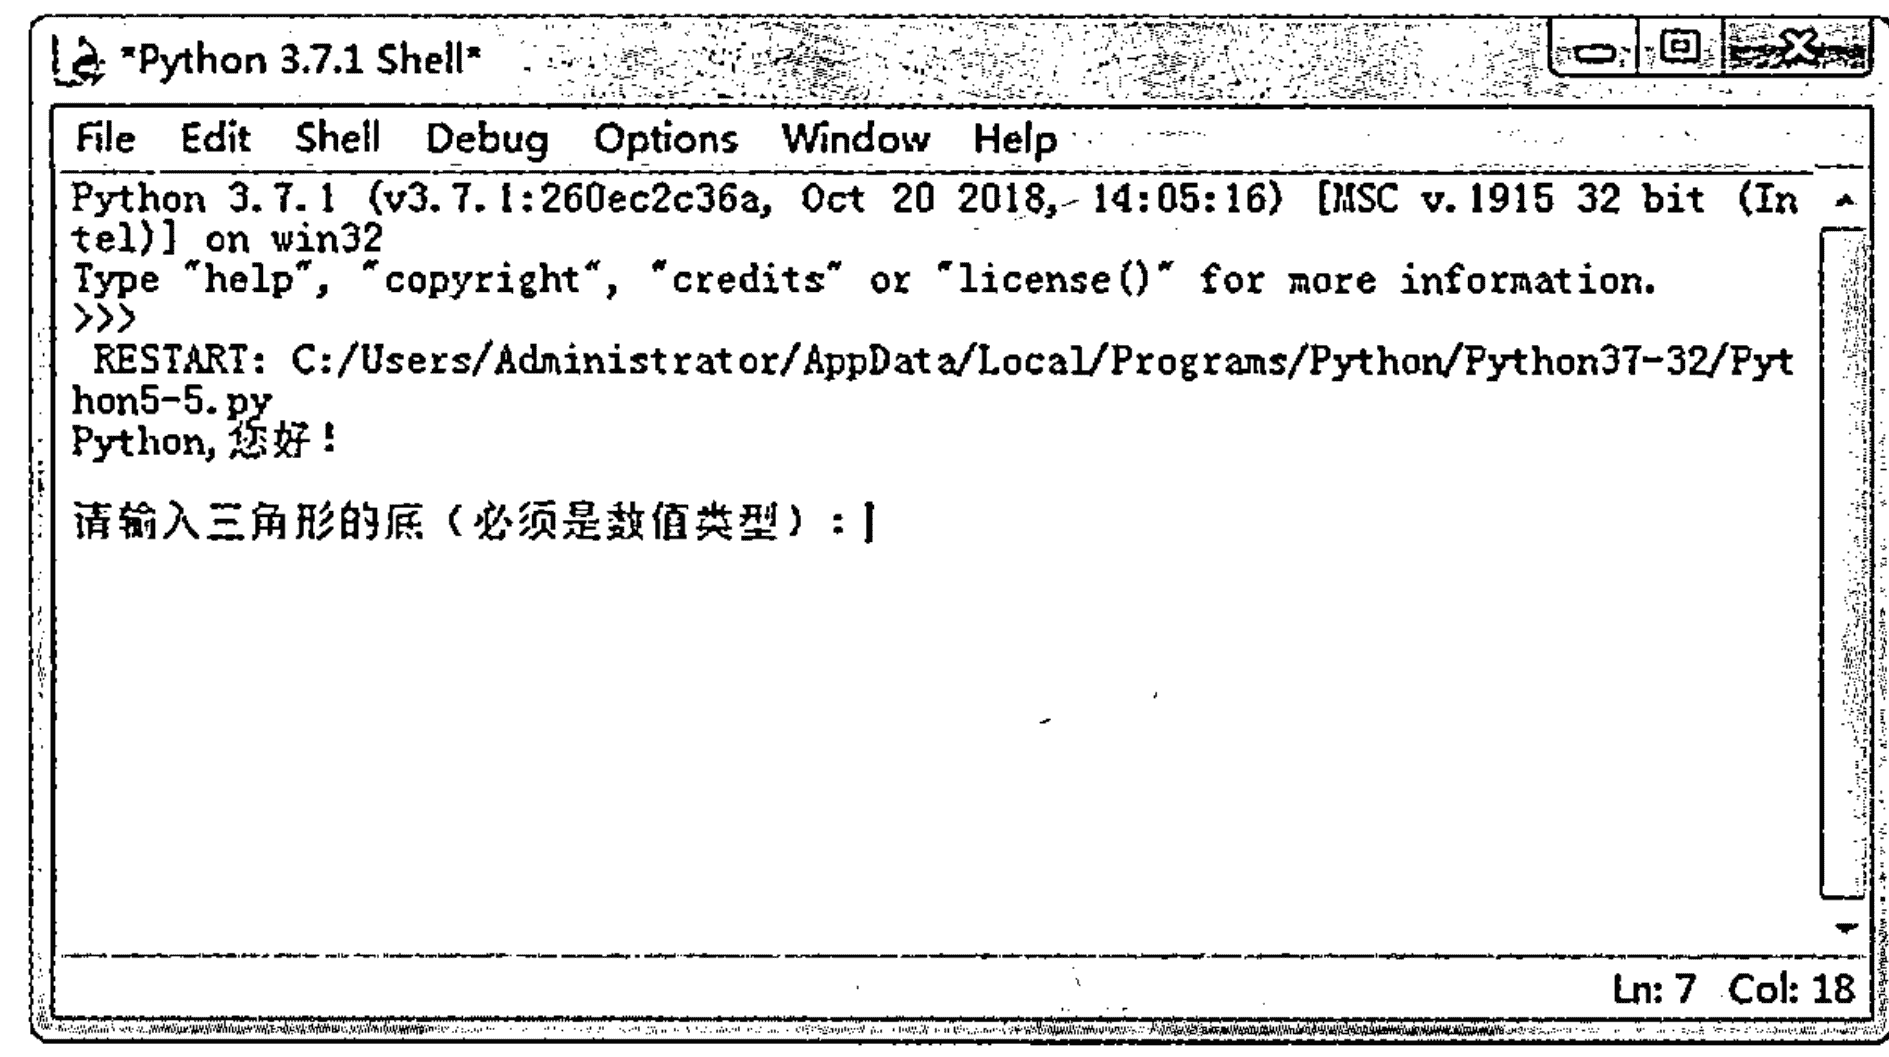 *Python 3.7.1 Shell*
File Edit Shell Debug Options Window Help
Python 3.7.1 (v3.7.1:260ec2c36a, Oct 20 2018, 14:05:16) [MSC v.1915 32 bit (In
tel)] on win32
Type "help", "copyright", "credits" or "license()" for more information.
>>>
RESTART: C:/Users/Administrator/AppData/Local/Programs/Python/Python37-32/Pyt
hon5-5.py
Python,您好！
请输入三角形的底（必须是数值类型）：
Ln: 7 Col: 18